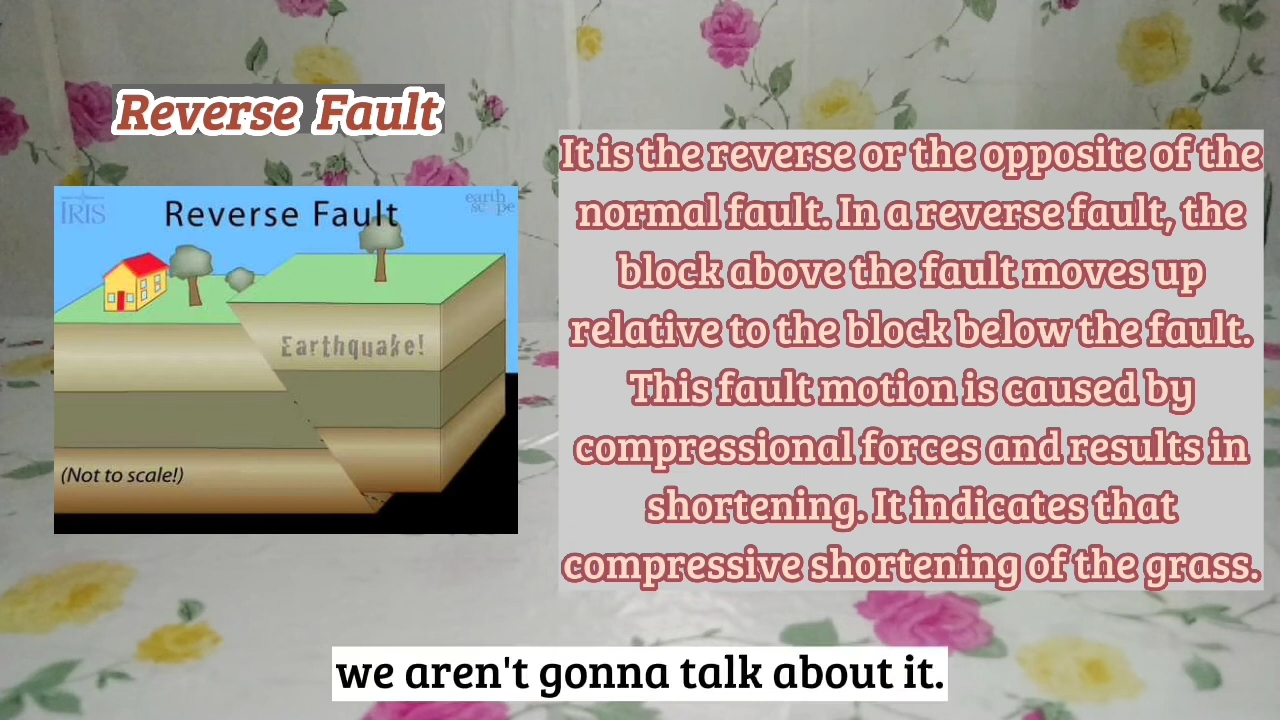 Reverse Fault
IRIS
earth
scope
Reverse Fault
Earthquake!
(Not to scale!)
It is the reverse or the opposite of the
normal fault. In a reverse fault, the
block above the fault moves up
relative to the block below the fault.
This fault motion is caused by
compressional forces and results in
shortening. It indicates that
compressive shortening of the grass.
we aren't gonna talk about it.